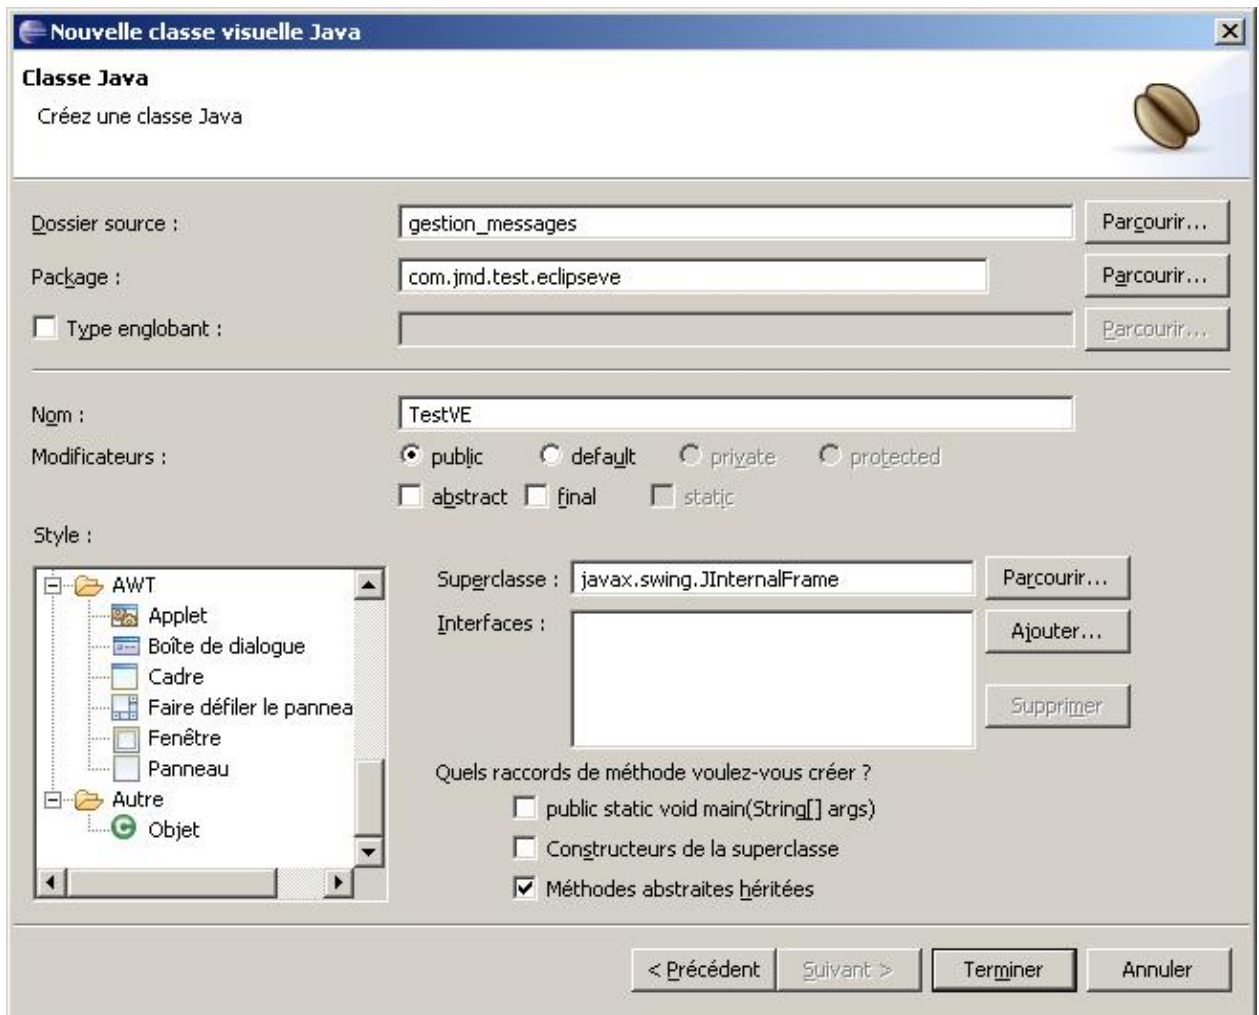 Nouvelle classe visuelle Java
Classe Java
Créez une classe Java
Dossier source : gestion_messages Parcourir...
Package : com.jmd.test.eclipseve Parcourir...
Type englobant : Parcourir...
Nom : TestVE
Modificateurs : public default private protected
abstract final static
Style :
AWT
Applet
Boîte de dialogue
Cadre
Faire défiler le pannea
Fenêtre
Panneau
Autre
Objet
Superclasse : javax.swing.JInternalFrame Parcourir...
Interfaces : Ajouter...
Supprimer
Quels raccords de méthode voulez-vous créer ?
public static void main(String[] args)
Constructeurs de la superclasse
Méthodes abstraites héritées
< Précédent Suivant > Terminer Annuler